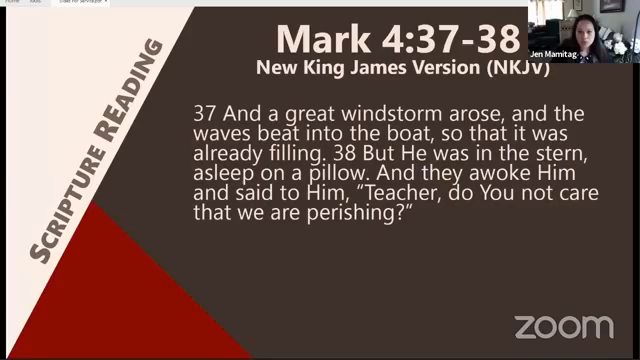 SCRIPTURE READING
Mark 4:37-38
New King James Version (NKJV)
37 And a great windstorm arose, and the
waves beat into the boat, so that it was
already filling. 38 But He was in the stern,
asleep on a pillow. And they awoke Him
and said to Him, “Teacher, do You not care
that we are perishing?”
Jen Mamitag
zoom